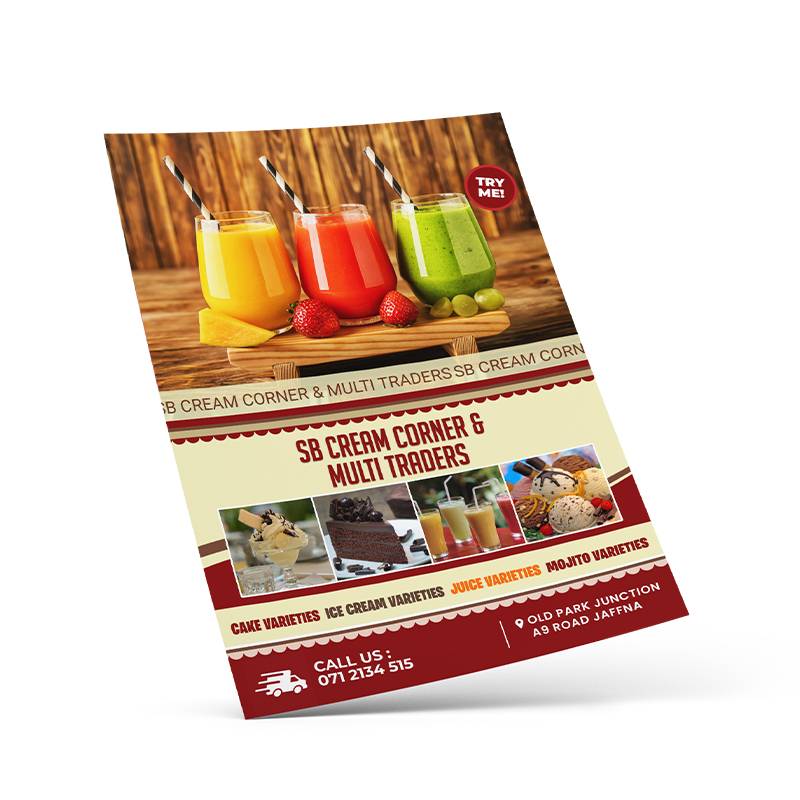 TRY
ME!
SB CREAM CORNER & MULTI TRADERS SB CREAM CORN
SB CREAM CORNER &
MULTI TRADERS
CAKE VARIETIES ICE CREAM VARIETIES JUICE VARIETIES MOJITO VARIETIES
CALL US :
071 2134 515
OLD PARK JUNCTION
A9 ROAD JAFFNA